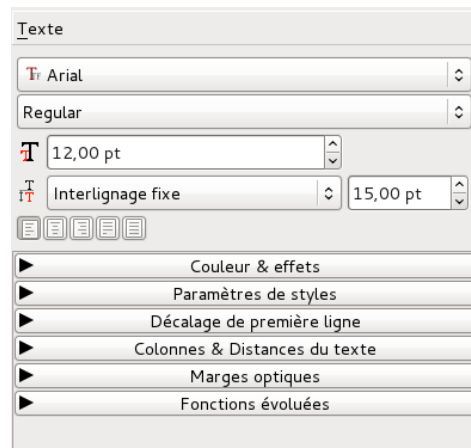 Texte
Arial
Regular
12,00 pt
Interlignage fixe 15,00 pt
Couleur & effets
Paramètres de styles
Décalage de première ligne
Colonnes & Distances du texte
Marges optiques
Fonctions évoluées